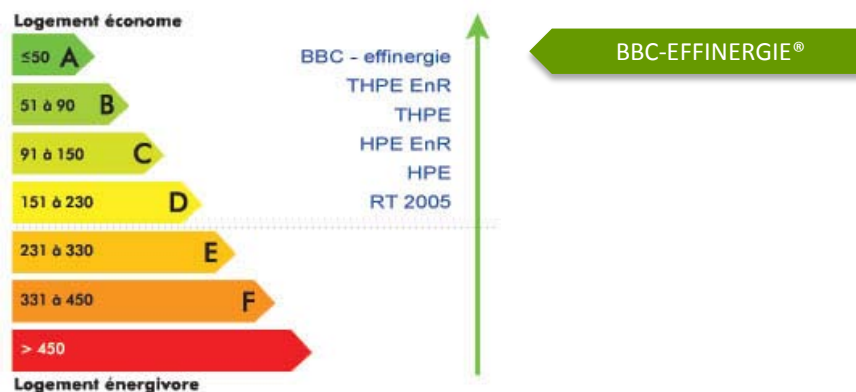 Logement économe
≤50 A
51 à 90 B
91 à 150 C
151 à 230 D
231 à 330 E
331 à 450 F
> 450
Logement énergivore
BBC - effinergie
THPE EnR
THPE
HPE EnR
HPE
RT 2005
BBC-EFFINERGIE®